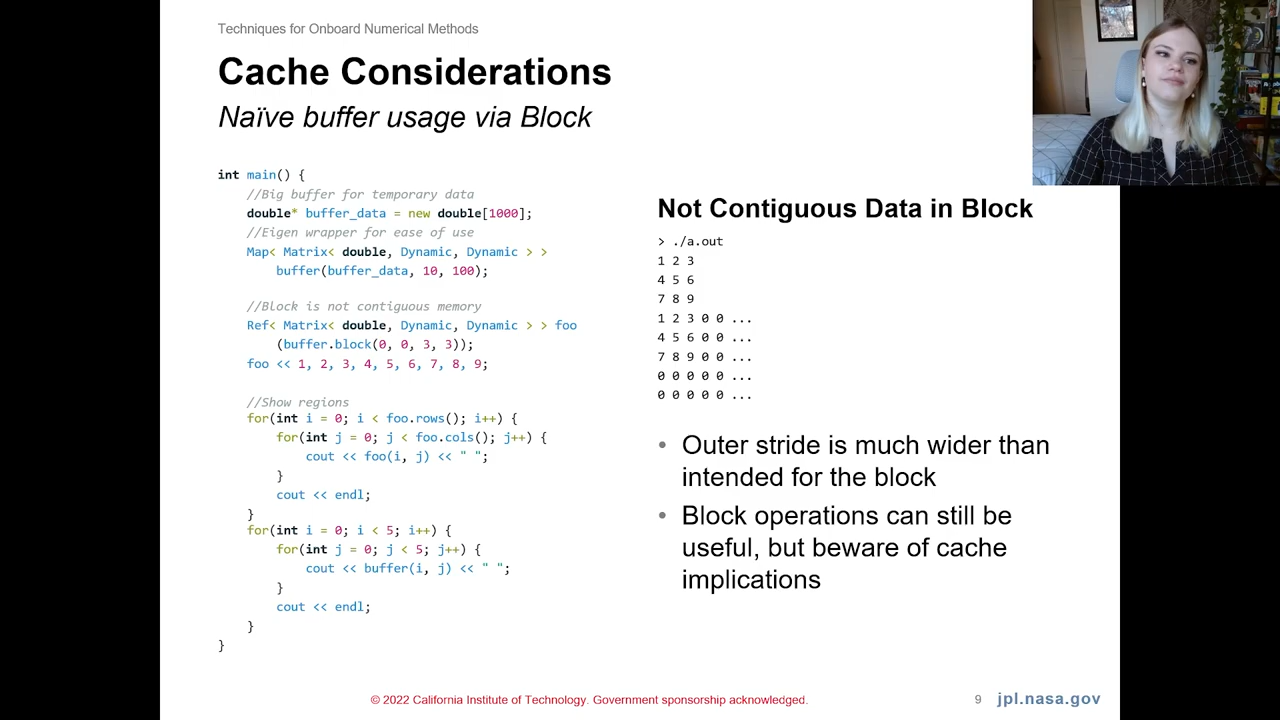 Techniques for Onboard Numerical Methods
Cache Considerations
Naïve buffer usage via Block
int main() {
//Big buffer for temporary data
double* buffer_data = new double[1000];
//Eigen wrapper for ease of use
Map< Matrix< double, Dynamic, Dynamic > >
buffer(buffer_data, 10, 100);
//Block is not contiguous memory
Ref< Matrix< double, Dynamic, Dynamic > > foo
(buffer.block(0, 0, 3, 3));
foo << 1, 2, 3, 4, 5, 6, 7, 8, 9;
//Show regions
for(int i = 0; i < foo.rows(); i++) {
for(int j = 0; j < foo.cols(); j++) {
cout << foo(i, j) << " ";
}
cout << endl;
}
for(int i = 0; i < 5; i++) {
for(int j = 0; j < 5; j++) {
cout << buffer(i, j) << " ";
}
cout << endl;
}
}
Not Contiguous Data in Block
> ./a.out
1 2 3
4 5 6
7 8 9
1 2 3 0 0 ...
4 5 6 0 0 ...
7 8 9 0 0 ...
0 0 0 0 0 ...
0 0 0 0 0 ...
• Outer stride is much wider than
intended for the block
• Block operations can still be
useful, but beware of cache
implications
© 2022 California Institute of Technology. Government sponsorship acknowledged.
9
jpl.nasa.gov